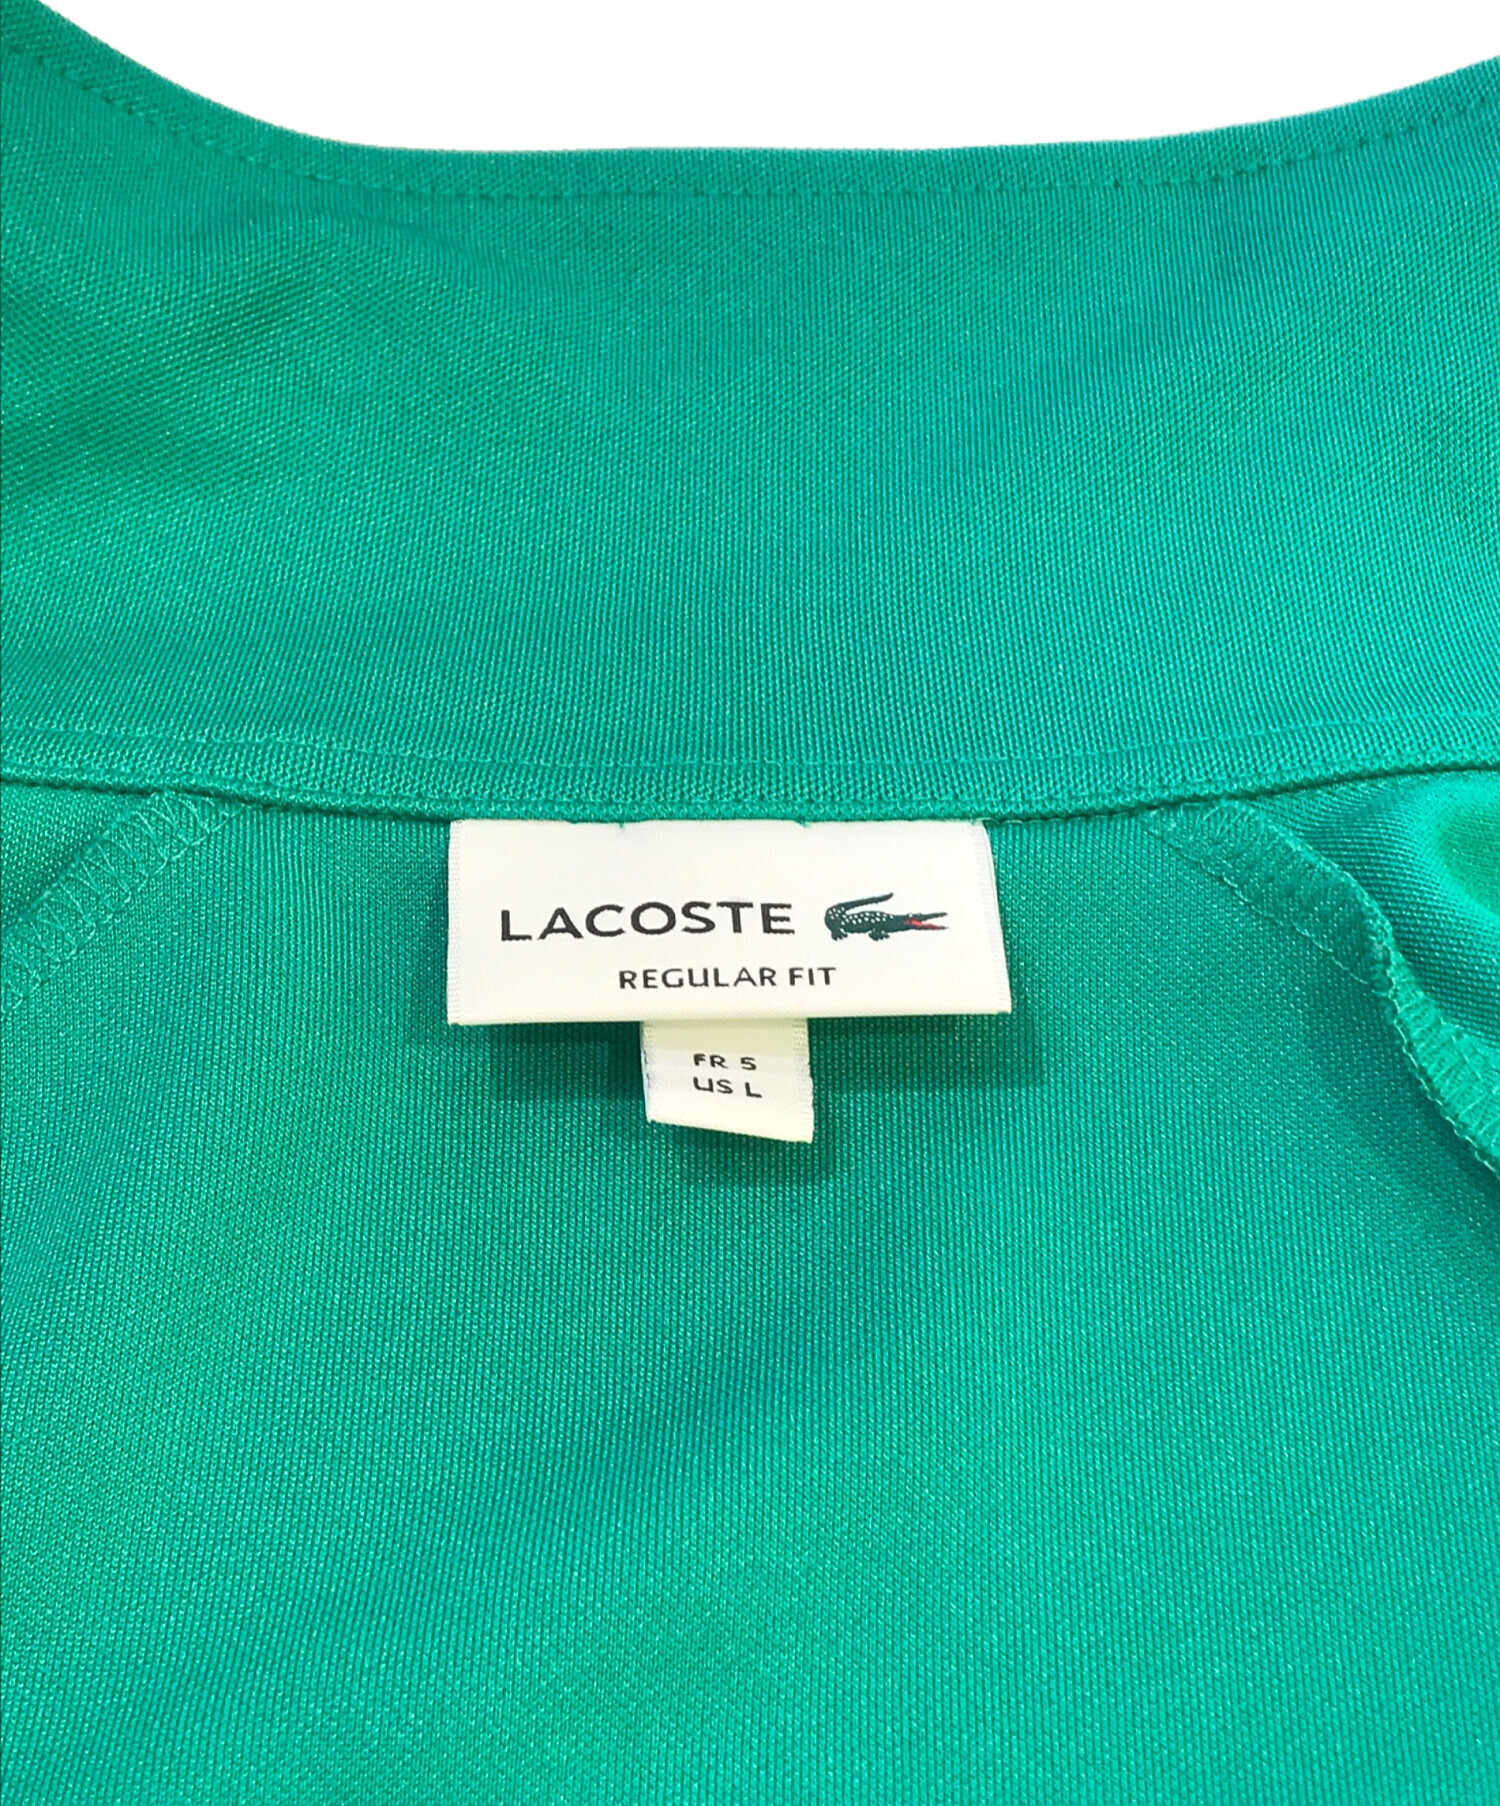 LACOSTE
REGULAR FIT
FR 5
US L